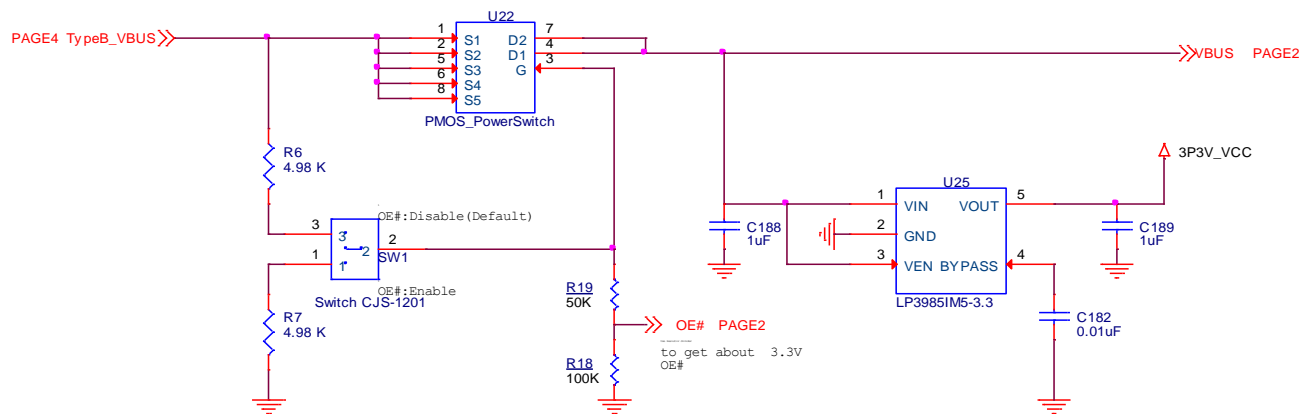 U22
PAGE4 TypeB_VBUS
1 S1 D2 7
2 S2 D1 4
5 S3 G 3
6 S4
8 S5
PMOS_PowerSwitch
VBUS PAGE2
R6
4.98 K
OE#:Disable(Default)
3 3
2 2
1 1
SW1
OE#:Enable
Switch CJS-1201
R7
4.98 K
R19
50K
OE# PAGE2
to get about 3.3V
OE#
R18
100K
3P3V_VCC
U25
1 VIN VOUT 5
2 GND
3 VEN BYPASS 4
LP3985IM5-3.3
C188
1uF
C189
1uF
C182
0.01uF